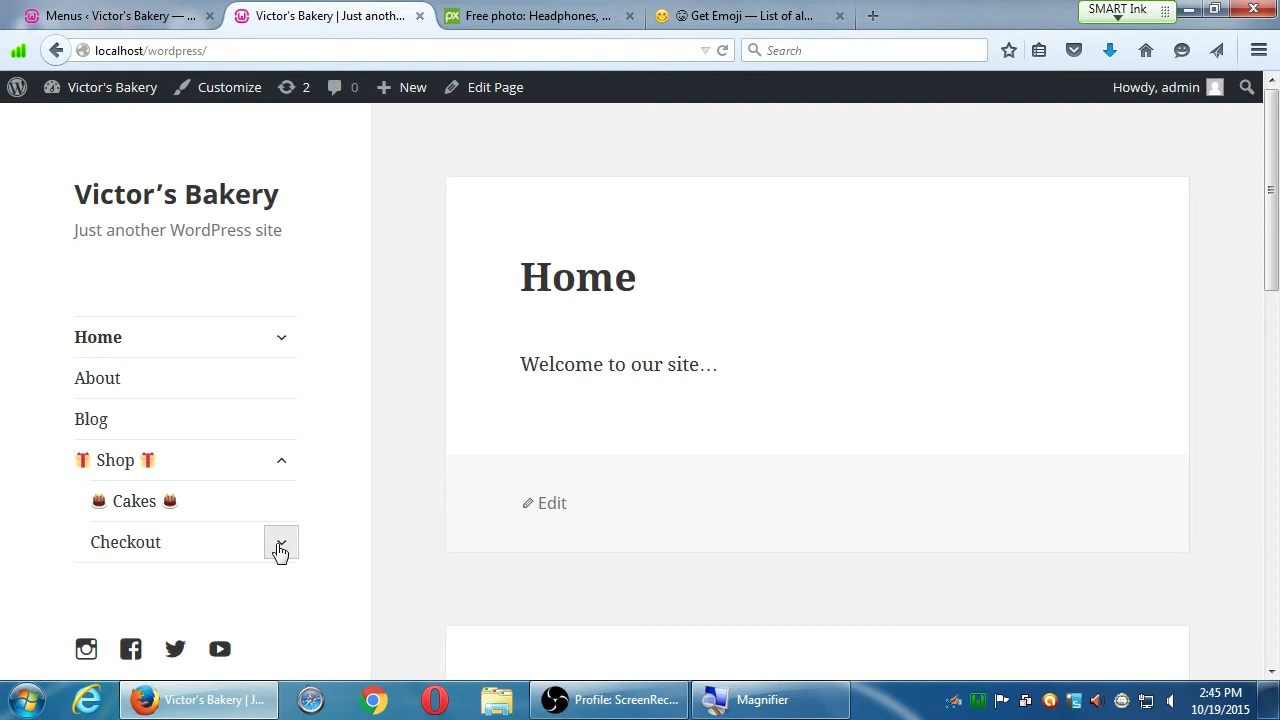 Menus ‹ Victor's Bakery — ...
Victor's Bakery | Just anoth...
Free photo: Headphones, ...
😋 Get Emoji — List of al...
SMART Ink
localhost/wordpress/
Search
Victor's Bakery
Customize
2
0
New
Edit Page
Howdy, admin
Victor's Bakery
Just another WordPress site
Home
About
Blog
🎁 Shop 🎁
🎂 Cakes 🎂
Checkout
Home
Welcome to our site…
Edit
Victor's Bakery | J...
Profile: ScreenRec...
Magnifier
2:45 PM
10/19/2015